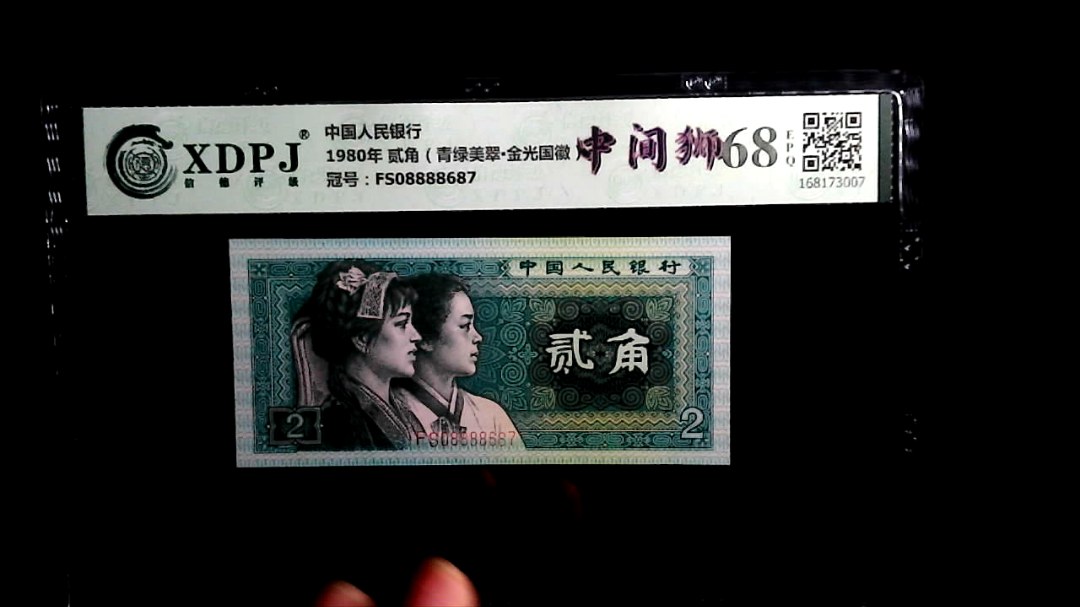 XDPJ®
信德评级
中国人民银行
1980年 贰角（青绿美翠·金光国徽
冠号：FS08888687
中间狮
68
EPQ
168173007
中国人民银行
贰角
2
2
FS08888687